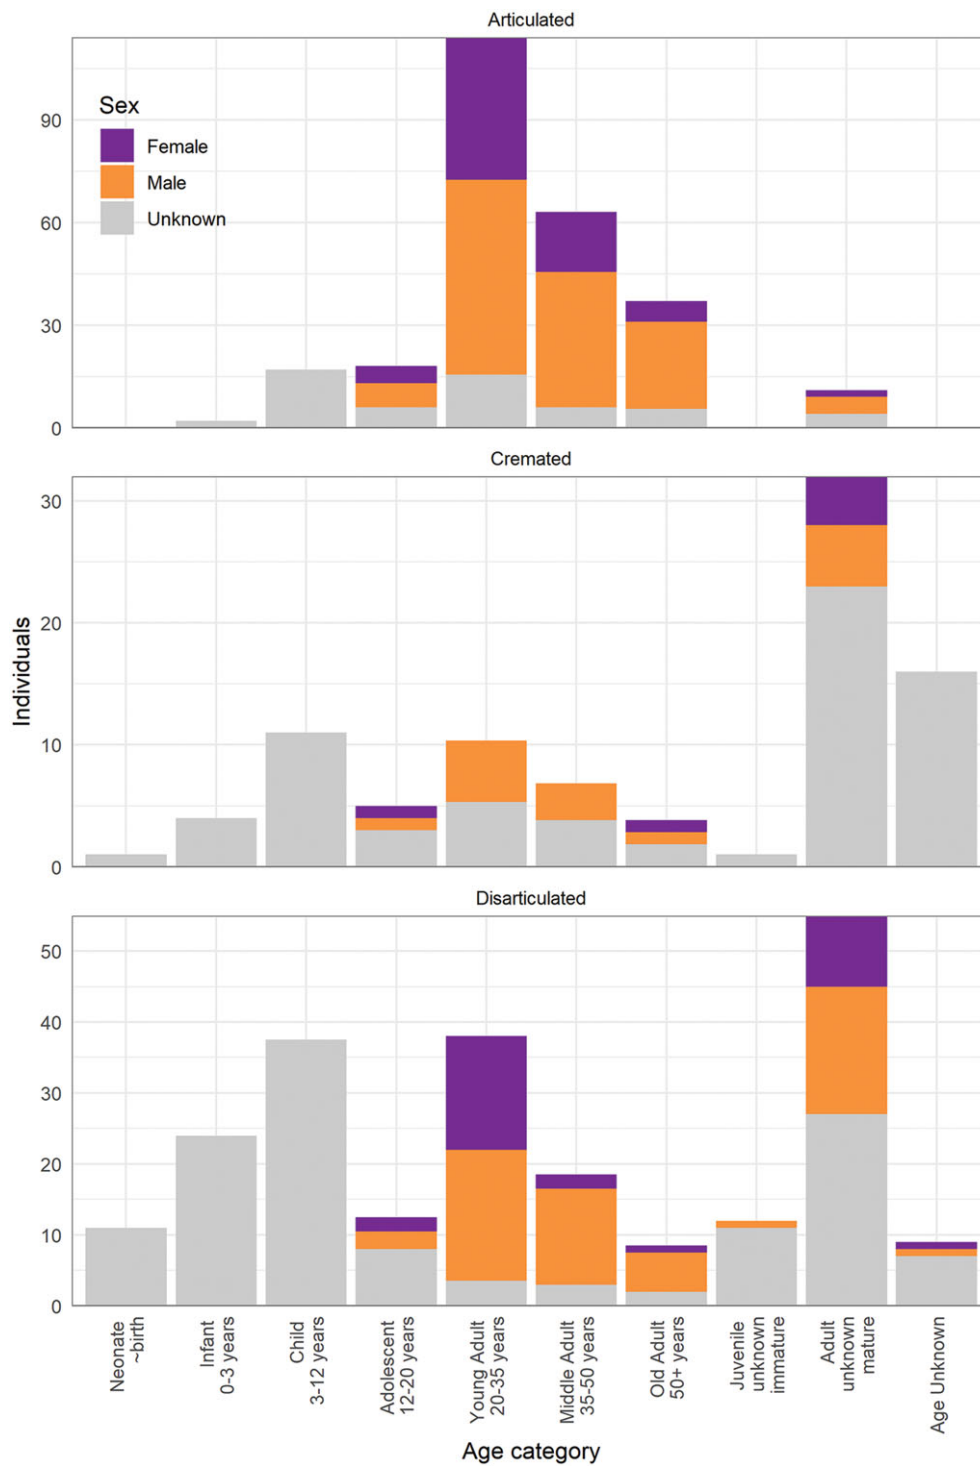 Articulated
Sex
Female
Male
Unknown
90
60
30
0
Cremated
30
20
10
0
Individuals
Disarticulated
50
40
30
20
10
0
Neonate
~birth
Infant
0-3 years
Child
3-12 years
Adolescent
12-20 years
Young Adult
20-35 years
Middle Adult
35-50 years
Old Adult
50+ years
Juvenile
unknown
immature
Adult
unknown
mature
Age Unknown
Age category